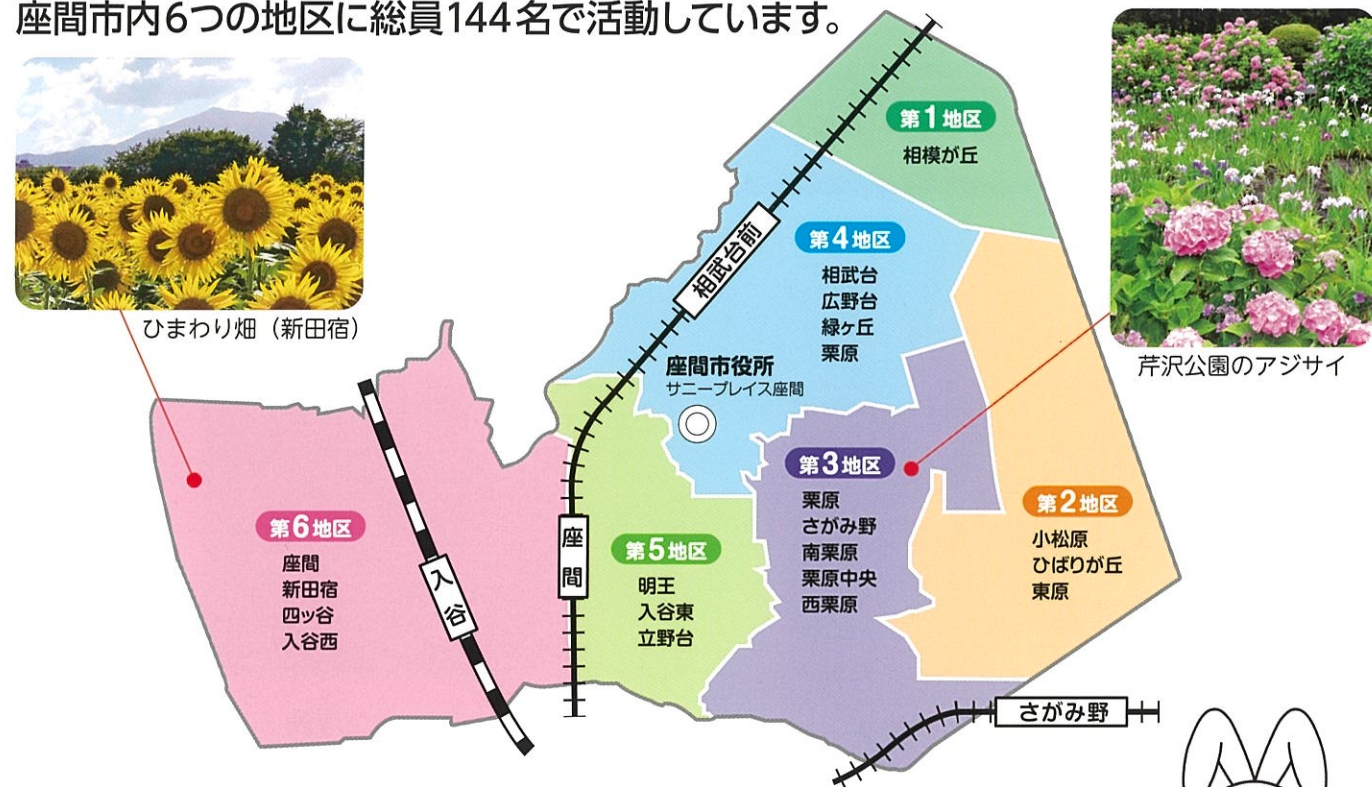 座間市内6つの地区に総員144名で活動しています。
ひまわり畑（新田宿）
芹沢公園のアジサイ
第1地区
相模が丘
相武台前
第4地区
相武台
広野台
緑ヶ丘
栗原
座間市役所
サニープレイス座間
第3地区
栗原
さがみ野
南栗原
栗原中央
西栗原
第2地区
小松原
ひばりが丘
東原
第6地区
座間
新田宿
四ッ谷
入谷西
入谷
座間
第5地区
明王
入谷東
立野台
さがみ野